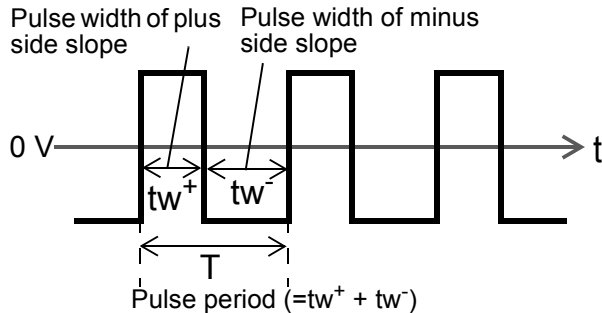 Pulse width of plus
side slope
Pulse width of minus
side slope
0 V
t
tw+
tw-
T
Pulse period (=tw+ + tw-)